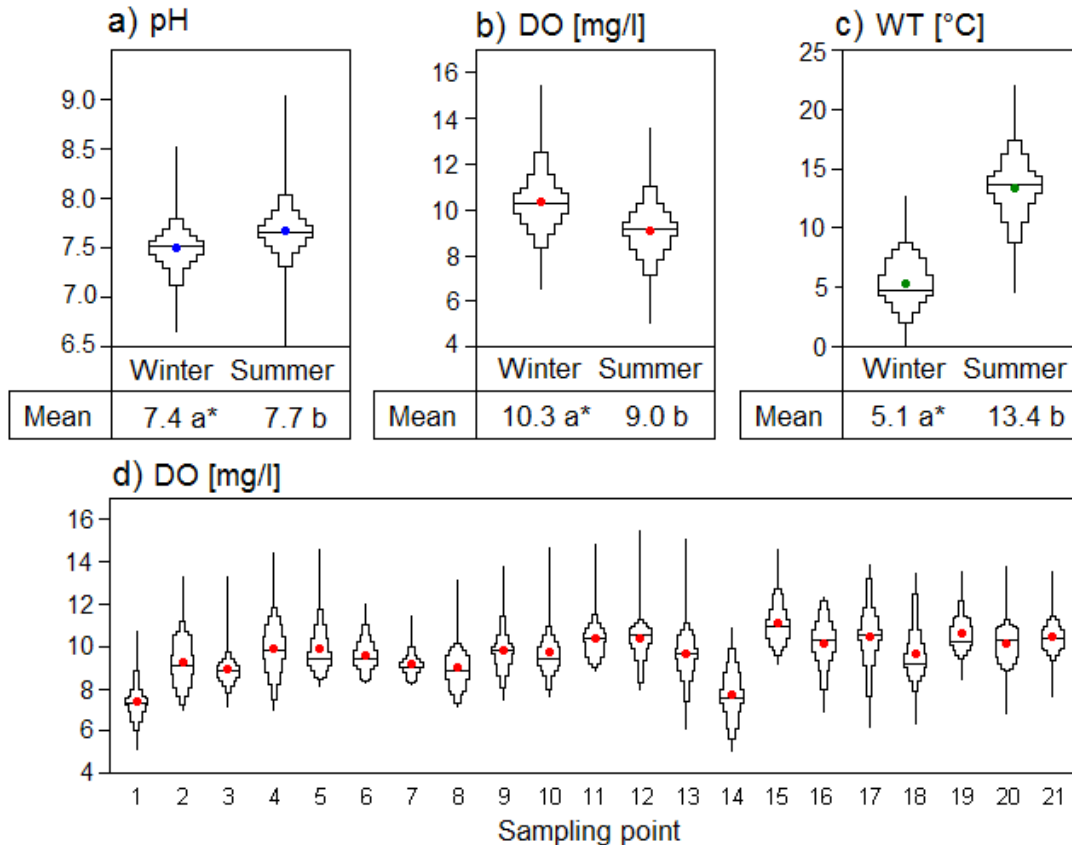 a) pH
9.0
8.5
8.0
7.5
7.0
6.5
Winter Summer
Mean 7.4 a* 7.7 b
b) DO [mg/l]
16
14
12
10
8
6
4
Winter Summer
Mean 10.3 a* 9.0 b
c) WT [°C]
25
20
15
10
5
0
Winter Summer
Mean 5.1 a* 13.4 b
d) DO [mg/l]
16
14
12
10
8
6
4
1 2 3 4 5 6 7 8 9 10 11 12 13 14 15 16 17 18 19 20 21
Sampling point